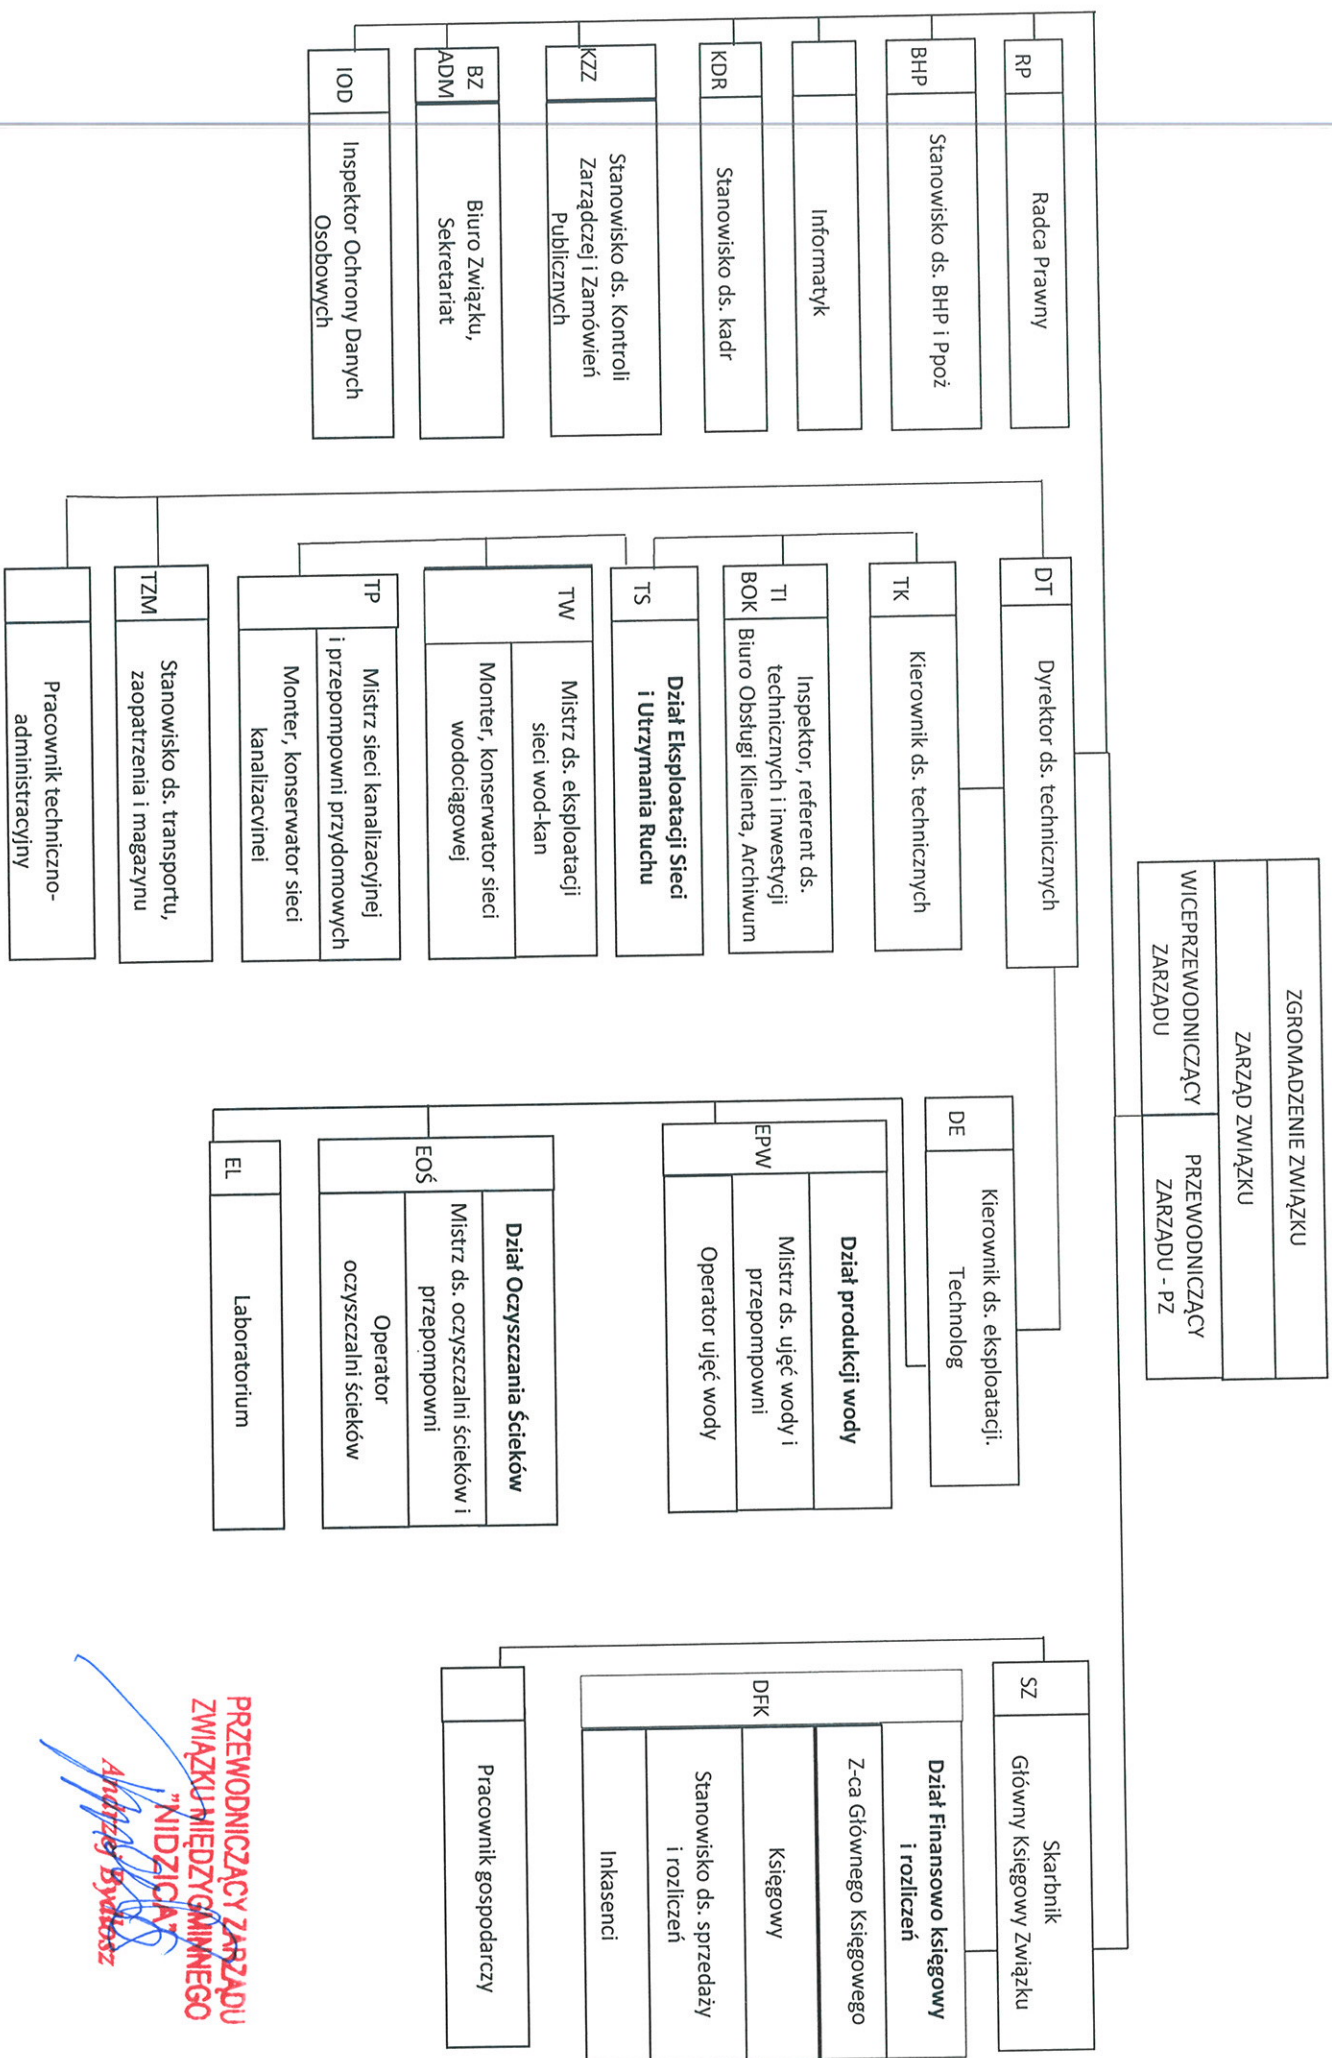 ZGROMADZENIE ZWIĄZKU
ZARZĄD ZWIĄZKU
WICEPRZEWODNICZĄCY
ZARZĄDU
PRZEWODNICZĄCY
ZARZĄDU - PZ
RP
Radca Prawny
BHP
Stanowisko ds. BHP i Ppoż
Informatyk
KDR
Stanowisko ds. kadr
KZZ
Stanowisko ds. Kontroli
Zarządczej i Zamówień
Publicznych
BZ
ADM
Biuro Związku,
Sekretariat
IOD
Inspektor Ochrony Danych
Osobowych
DT
Dyrektor ds. technicznych
TK
Kierownik ds. technicznych
TI
BOK
Inspektor, referent ds.
technicznych i inwestycji
Biuro Obsługi Klienta, Archiwum
TS
Dział Eksploatacji Sieci
i Utrzymania Ruchu
TW
Mistrz ds. eksploatacji
sieci wod-kan
Monter, konserwator sieci
wodociągowej
TP
Mistrz sieci kanalizacyjnej
i przepompowni przydomowych
Monter, konserwator sieci
kanalizacvinei
TZM
Stanowisko ds. transportu,
zaopatrzenia i magazynu
Pracownik techniczno-
administracyjny
DE
Kierownik ds. eksploatacji.
Technolog
EPW
Dział produkcji wody
Mistrz ds. ujęć wody i
przepompowni
Operator ujęć wody
EOŚ
Dział Oczyszczania Ścieków
Mistrz ds. oczyszczalni ścieków i
przepompowni
Operator
oczyszczalni ścieków
EL
Laboratorium
SZ
Skarbnik
Główny Księgowy Związku
DFK
Dział Finansowo księgowy
i rozliczeń
Z-ca Głównego Księgowego
Księgowy
Stanowisko ds. sprzedaży
i rozliczeń
Inkasenci
Pracownik gospodarczy
PRZEWODNICZĄCY ZARZĄDU
ZWIĄZKU MIĘDZYGMINNEGO
"NIDZICA"
Andrzej Bydłosz